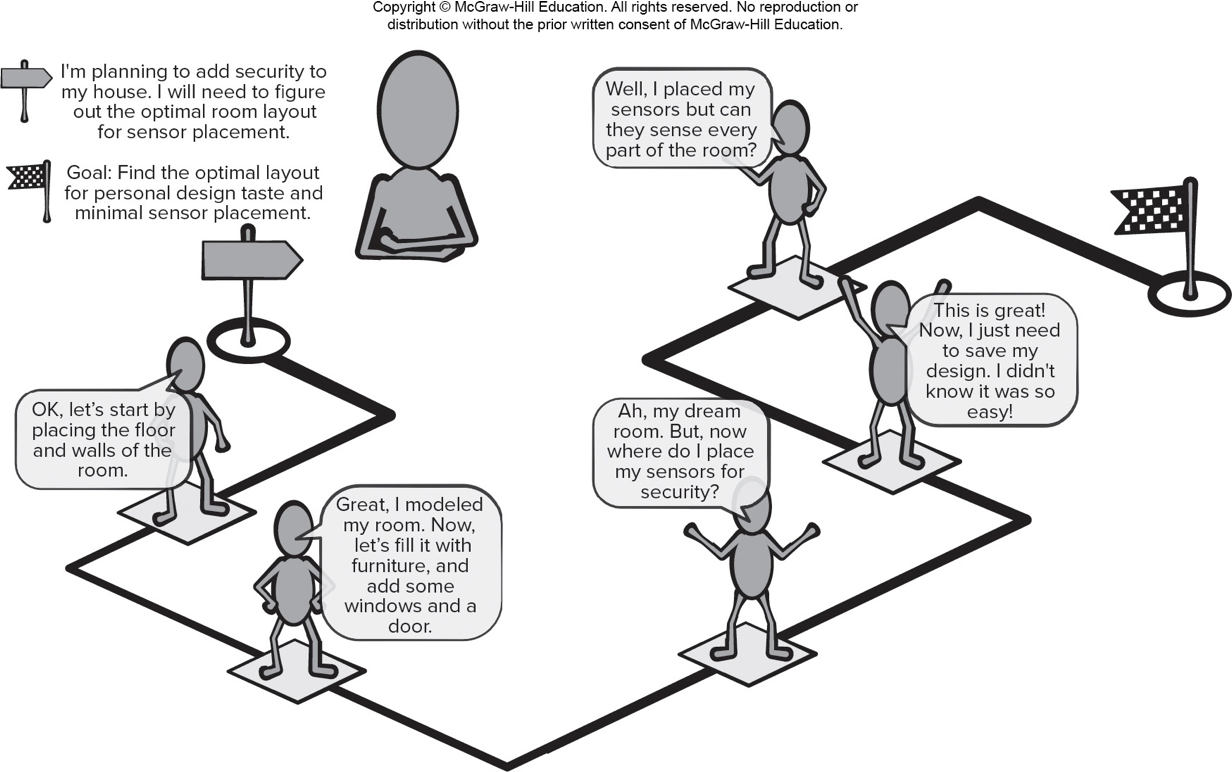 Copyright © McGraw-Hill Education. All rights reserved. No reproduction or
distribution without the prior written consent of McGraw-Hill Education.
I'm planning to add security to
my house. I will need to figure
out the optimal room layout
for sensor placement.
Goal: Find the optimal layout
for personal design taste and
minimal sensor placement.
OK, let's start by
placing the floor
and walls of the
room.
Great, I modeled
my room. Now,
let's fill it with
furniture, and
add some
windows and a
door.
Ah, my dream
room. But, now
where do I place
my sensors for
security?
Well, I placed my
sensors but can
they sense every
part of the room?
This is great!
Now, I just need
to save my
design. I didn't
know it was so
easy!